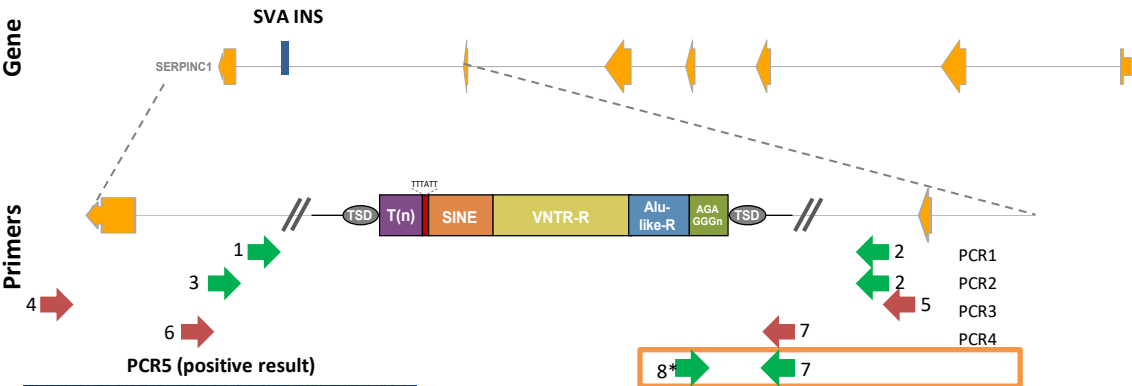 Gene
SVA INS
SERPINC1
Primers
TTTATT
TSD
T(n)
SINE
VNTR-R
Alu-
like-R
AGA
GGGn
TSD
1
2
PCR1
3
2
PCR2
4
5
PCR3
6
7
PCR4
PCR5 (positive result)
8*
7